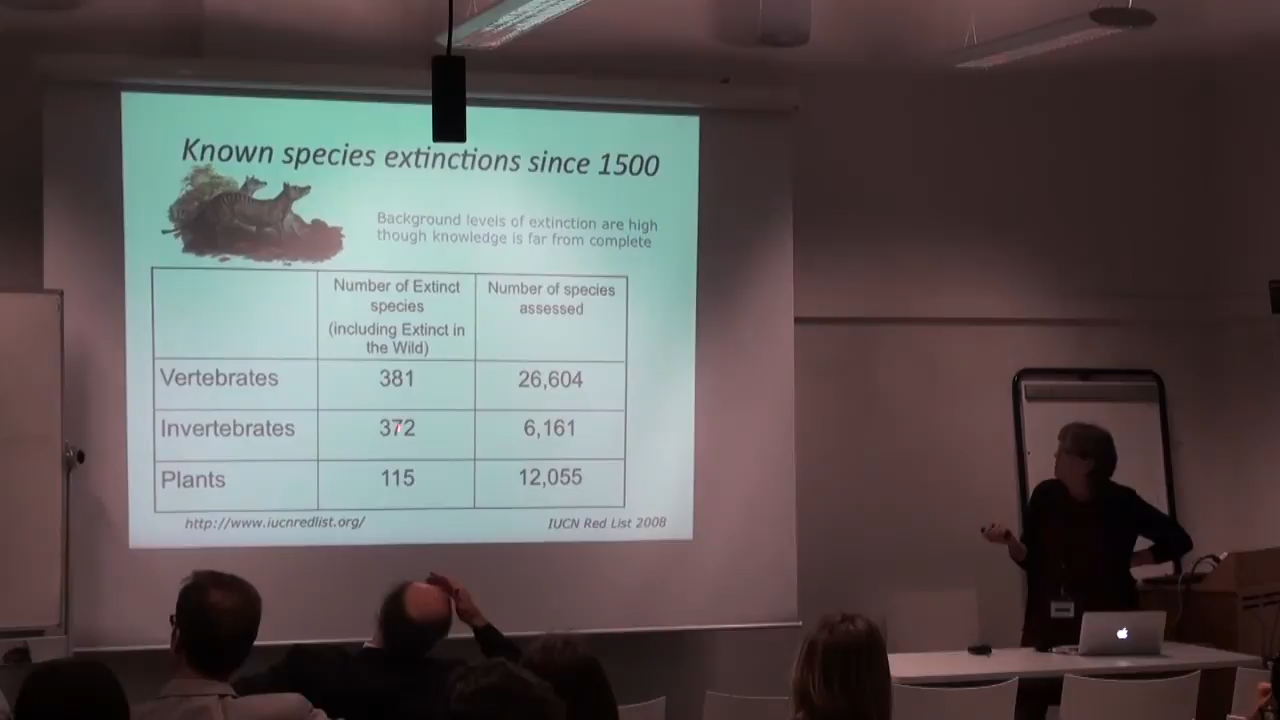 Known species extinctions since 1500
Background levels of extinction are high
though knowledge is far from complete
Number of Extinct
species
(including Extinct in
the Wild)
Number of species
assessed
Vertebrates 381 26,604
Invertebrates 372 6,161
Plants 115 12,055
http://www.iucnredlist.org/
IUCN Red List 2008